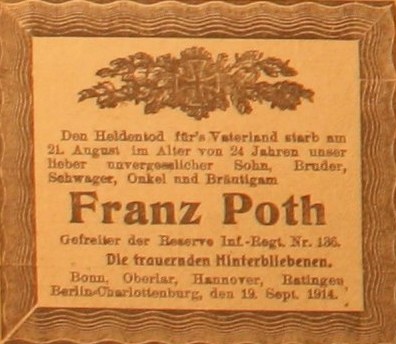 Den Heldentod für's Vaterland starb am
21. August im Alter von 24 Jahren unser
lieber unvergesslicher Sohn, Bruder,
Schwager, Onkel und Bräutigam
Franz Poth
Gefreiter der Reserve Inf.-Regt. Nr. 136.
Die trauernden Hinterbliebenen.
Bonn, Oberlar, Hannover, Ratingen
Berlin-Charlottenburg, den 19. Sept. 1914.